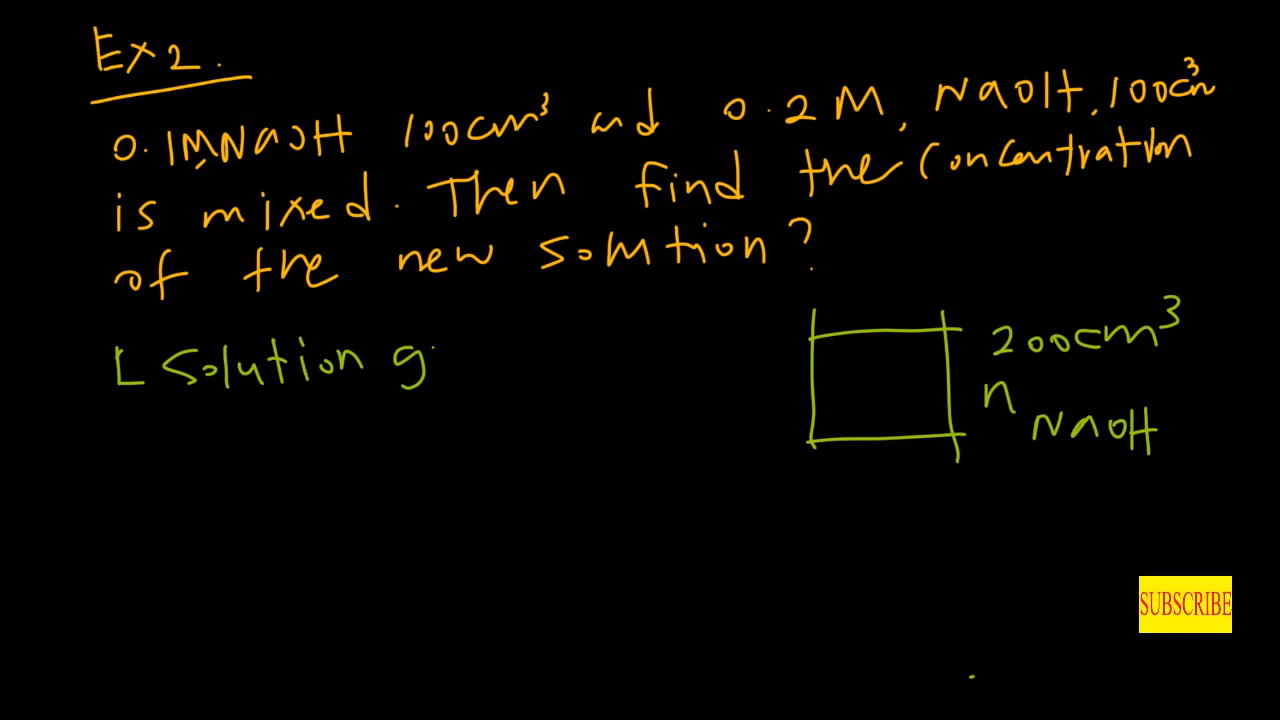 Ex 2.
0.1M NaOH 100cm³ and 0.2M, NaOH, 100cm³
is mixed. Then find the concentration
of the new solution?
L solution g
200cm³
n
NaOH
SUBSCRIBE